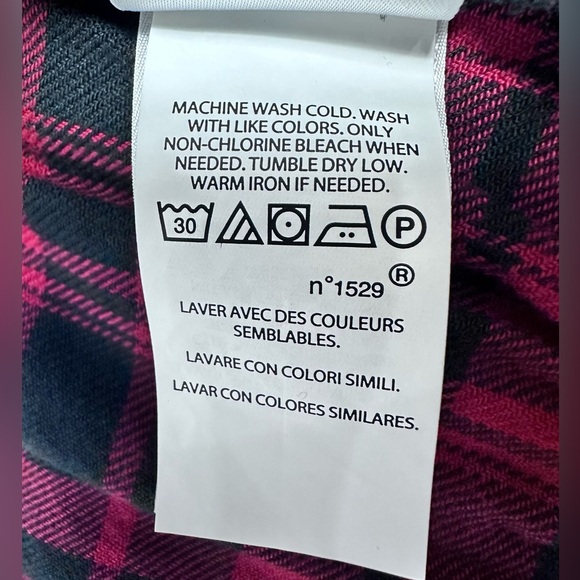 MACHINE WASH COLD. WASH
WITH LIKE COLORS. ONLY
NON-CHLORINE BLEACH WHEN
NEEDED. TUMBLE DRY LOW.
WARM IRON IF NEEDED.
30 P
n°1529®
LAVER AVEC DES COULEURS
SEMBLABLES.
LAVARE CON COLORI SIMILI.
LAVAR CON COLORES SIMILARES.